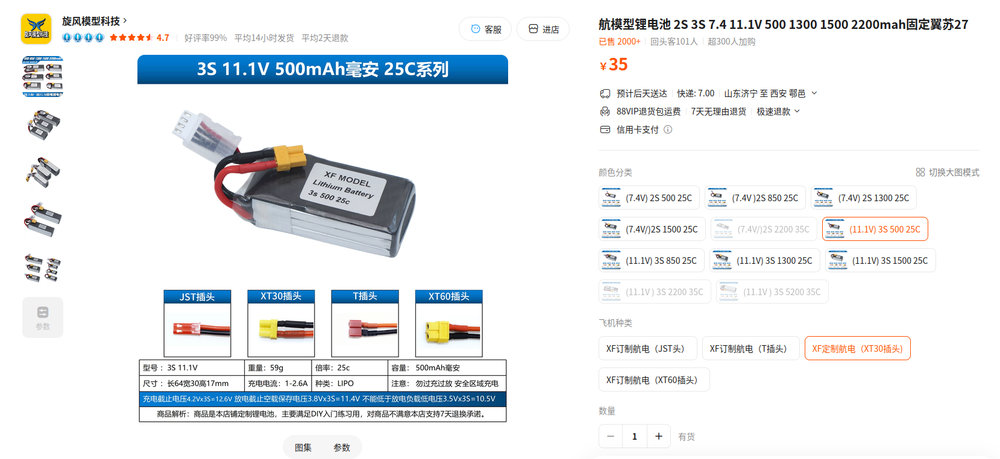 旋风模型科技
旋风模型科技
4.7
好评率99%
平均14小时发货
平均2天退款
客服
进店
3S 11.1V 500mAh毫安 25C系列
XF MODEL
Lithium Battery
3s 500 25c
JST插头
XT30插头
T插头
XT60插头
型号： 3S 11.1V
重量：59g
倍率：25c
容量： 500mAh毫安
尺寸： 长64宽30高17mm
充电电流：1-2.6A
种类：LIPO
注意： 勿过充过放 安全区域充电
充电截止电压4.2Vx3S=12.6V 放电截止空载保存电压3.8Vx3S=11.4V 不能低于放电负载低电压3.5Vx3S=10.5V
商品解析：商品是本店铺定制锂电池，主要满足DIY入门练习用，对商品不满意本店支持7天退换承诺。
参数
图集
参数
航模型锂电池 2S 3S 7.4 11.1V 500 1300 1500 2200mah固定翼苏27
已售 2000+
回头客101人
超300人加购
¥35
预计后天送达
快递: 7.00
山东济宁 至 西安 鄠邑
88VIP退货包运费
7天无理由退货
极速退款
信用卡支付
颜色分类
切换大图模式
(7.4V) 2S 500 25C
(7.4V )2S 850 25C
(7.4V) 2S 1300 25C
(7.4V/)2S 1500 25C
(7.4V/)2S 2200 35C
(11.1V) 3S 500 25C
(11.1V) 3S 850 25C
(11.1V) 3S 1300 25C
(11.1V) 3S 1500 25C
(11.1V ) 3S 2200 35C
(11.1V ) 3S 5200 35C
飞机种类
XF订制航电（JST头）
XF订制航电（T插头）
XF定制航电（XT30插头)
XF订制航电（XT60插头）
数量
1
有货